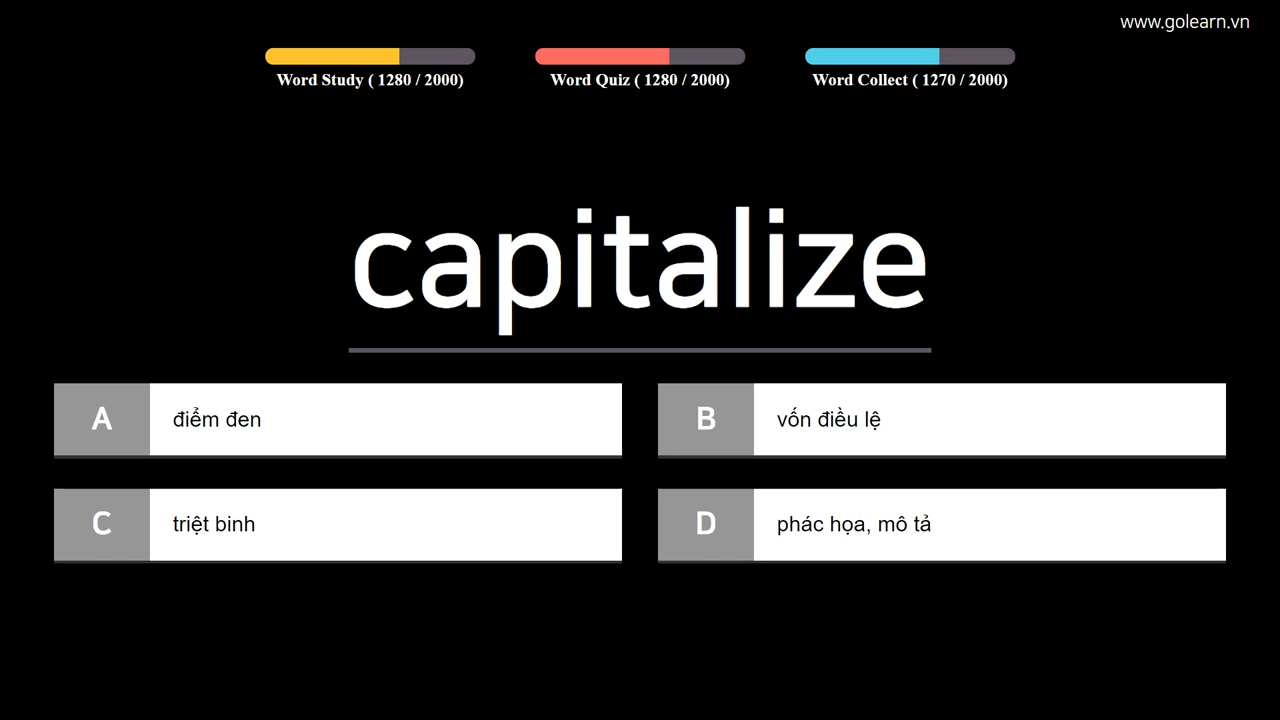 www.golearn.vn
Word Study ( 1280 / 2000)
Word Quiz ( 1280 / 2000)
Word Collect ( 1270 / 2000)
capitalize
A điểm đen
B vốn điều lệ
C triệt binh
D phác họa, mô tả